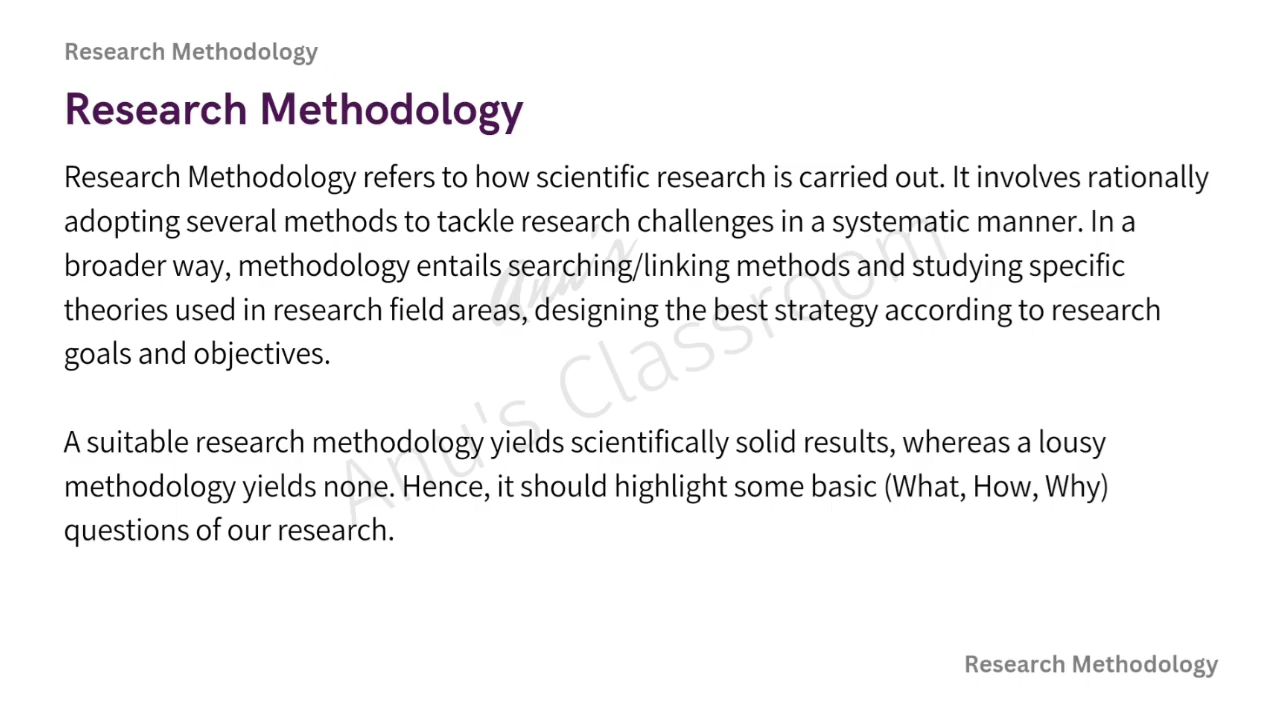 Research Methodology
Research Methodology
Research Methodology refers to how scientific research is carried out. It involves rationally
adopting several methods to tackle research challenges in a systematic manner. In a
broader way, methodology entails searching/linking methods and studying specific
theories used in research field areas, designing the best strategy according to research
goals and objectives.
A suitable research methodology yields scientifically solid results, whereas a lousy
methodology yields none. Hence, it should highlight some basic (What, How, Why)
questions of our research.
Anu's
Anu's Classroom
Research Methodology